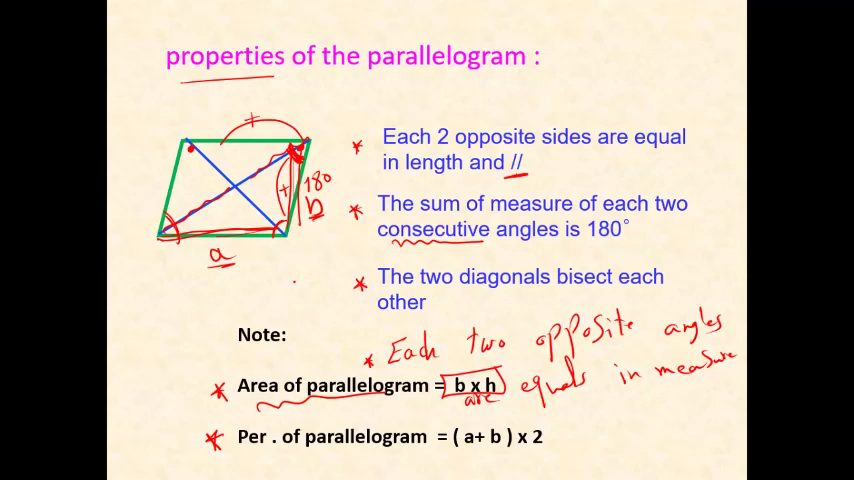 properties of the parallelogram :
+
180
+
b
a
* Each 2 opposite sides are equal
in length and //
* The sum of measure of each two
consecutive angles is 180°
* The two diagonals bisect each
other
Note:
* Each two opposite angles
are equals in measure
* Area of parallelogram = b x h
* Per . of parallelogram = ( a+ b ) x 2